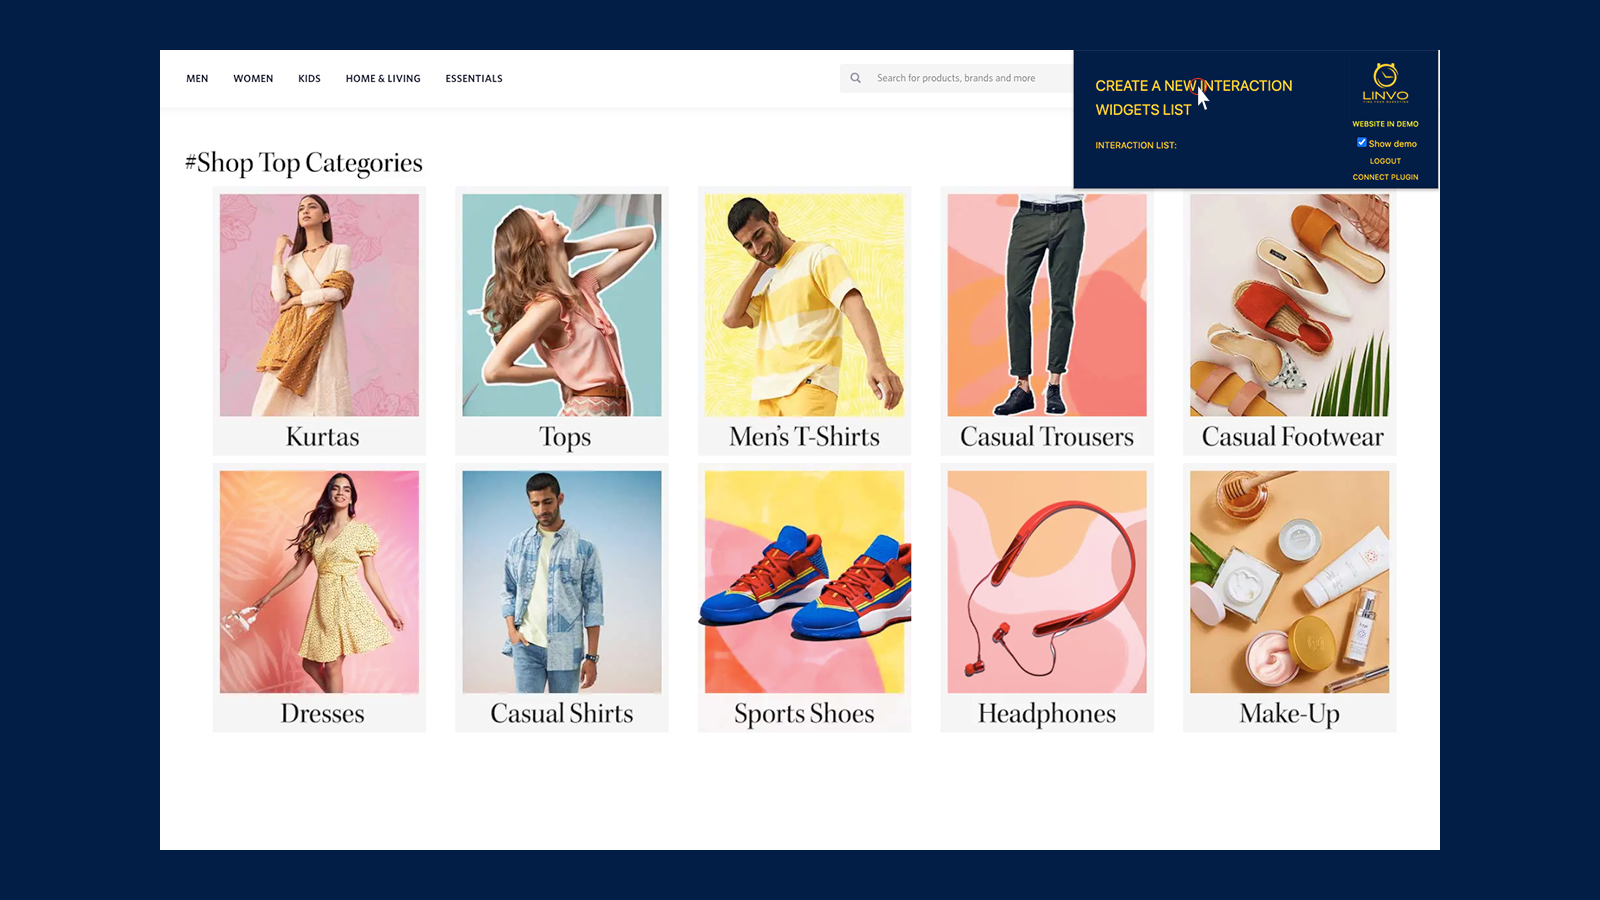 MEN WOMEN KIDS HOME & LIVING ESSENTIALS
Search for products, brands and more
CREATE A NEW INTERACTION
WIDGETS LIST
INTERACTION LIST:
LINVO
WEBSITE IN DEMO
Show demo
LOGOUT
CONNECT PLUGIN
#Shop Top Categories
Kurtas
Tops
Men's T-Shirts
Casual Trousers
Casual Footwear
Dresses
Casual Shirts
Sports Shoes
Headphones
Make-Up